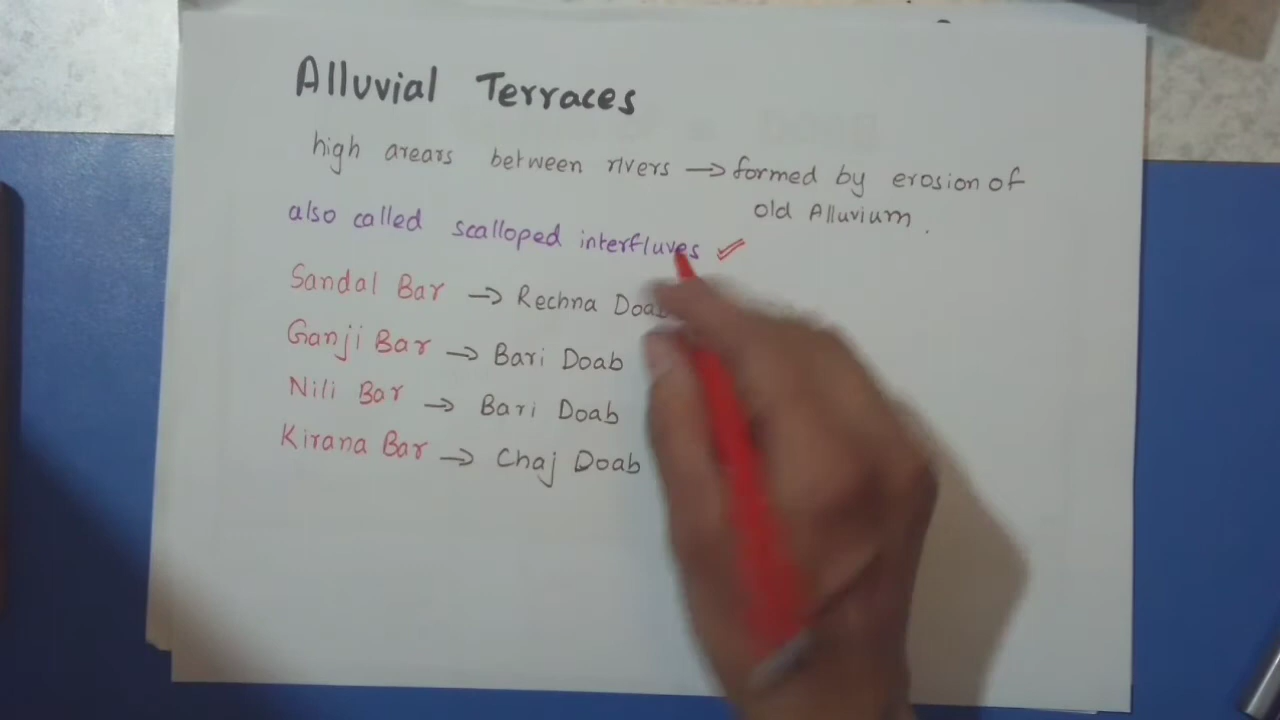 Alluvial Terraces
high arears between rivers → formed by erosion of
old Alluvium.
also called scalloped interfluves ✓
Sandal Bar → Rechna Doab
Ganji Bar → Bari Doab
Nili Bar → Bari Doab
Kirana Bar → Chaj Doab